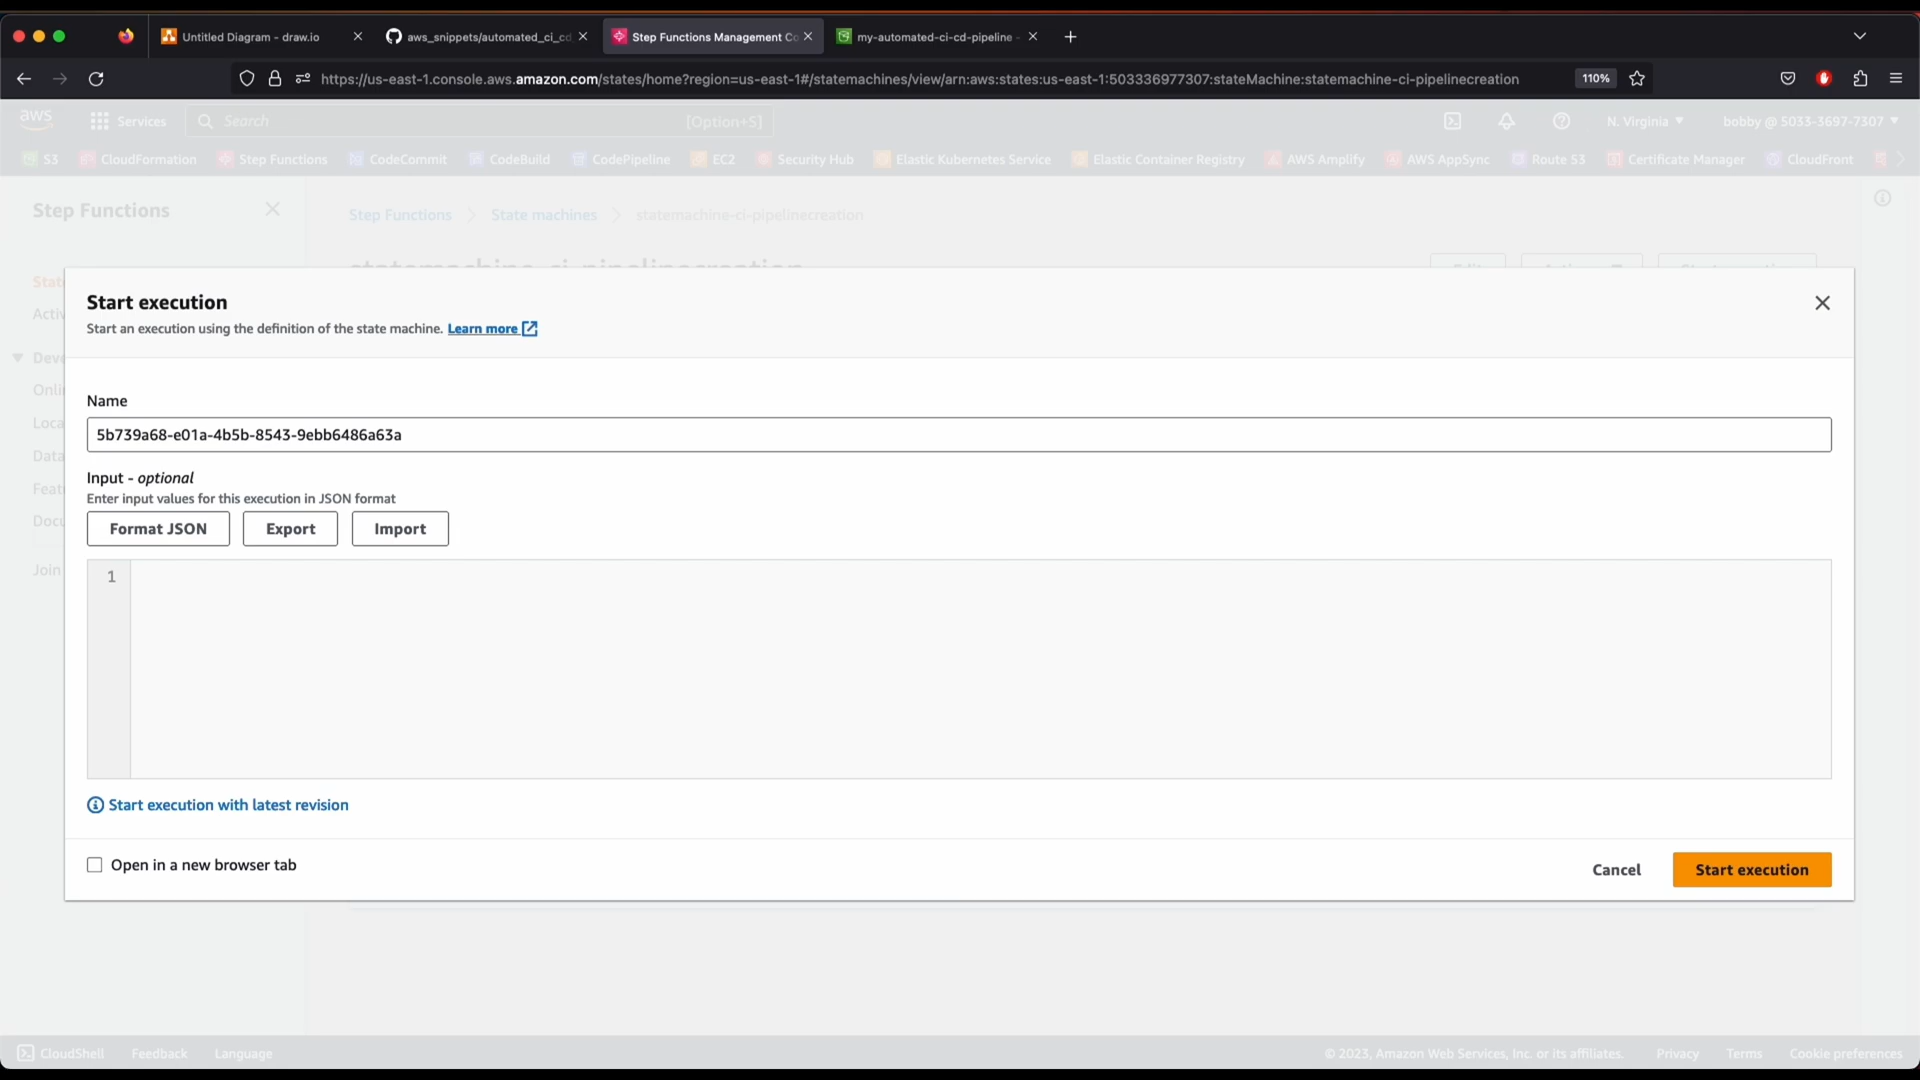 Untitled Diagram - draw.io
aws_snippets/automated_ci_cd
Step Functions Management Co
my-automated-ci-cd-pipeline -
https://us-east-1.console.aws.amazon.com/states/home?region=us-east-1#/statemachines/view/arn:aws:states:us-east-1:503336977307:stateMachine:statemachine-ci-pipelinecreation
110%
aws
Services
Search
[Option+S]
N. Virginia
bobby @ 5033-3697-7307
S3
CloudFormation
Step Functions
CodeCommit
CodeBuild
CodePipeline
EC2
Security Hub
Elastic Kubernetes Service
Elastic Container Registry
AWS Amplify
AWS AppSync
Route 53
Certificate Manager
CloudFront
Step Functions
Step Functions
State machines
statemachine-ci-pipelinecreation
statemachine-ci-pipelinecreation
Start execution
Start an execution using the definition of the state machine. Learn more
Name
5b739a68-e01a-4b5b-8543-9ebb6486a63a
Input - optional
Enter input values for this execution in JSON format
Format JSON
Export
Import
1
Join
Start execution with latest revision
Open in a new browser tab
Cancel
Start execution
CloudShell
Feedback
Language
© 2023, Amazon Web Services, Inc. or its affiliates.
Privacy
Terms
Cookie preferences